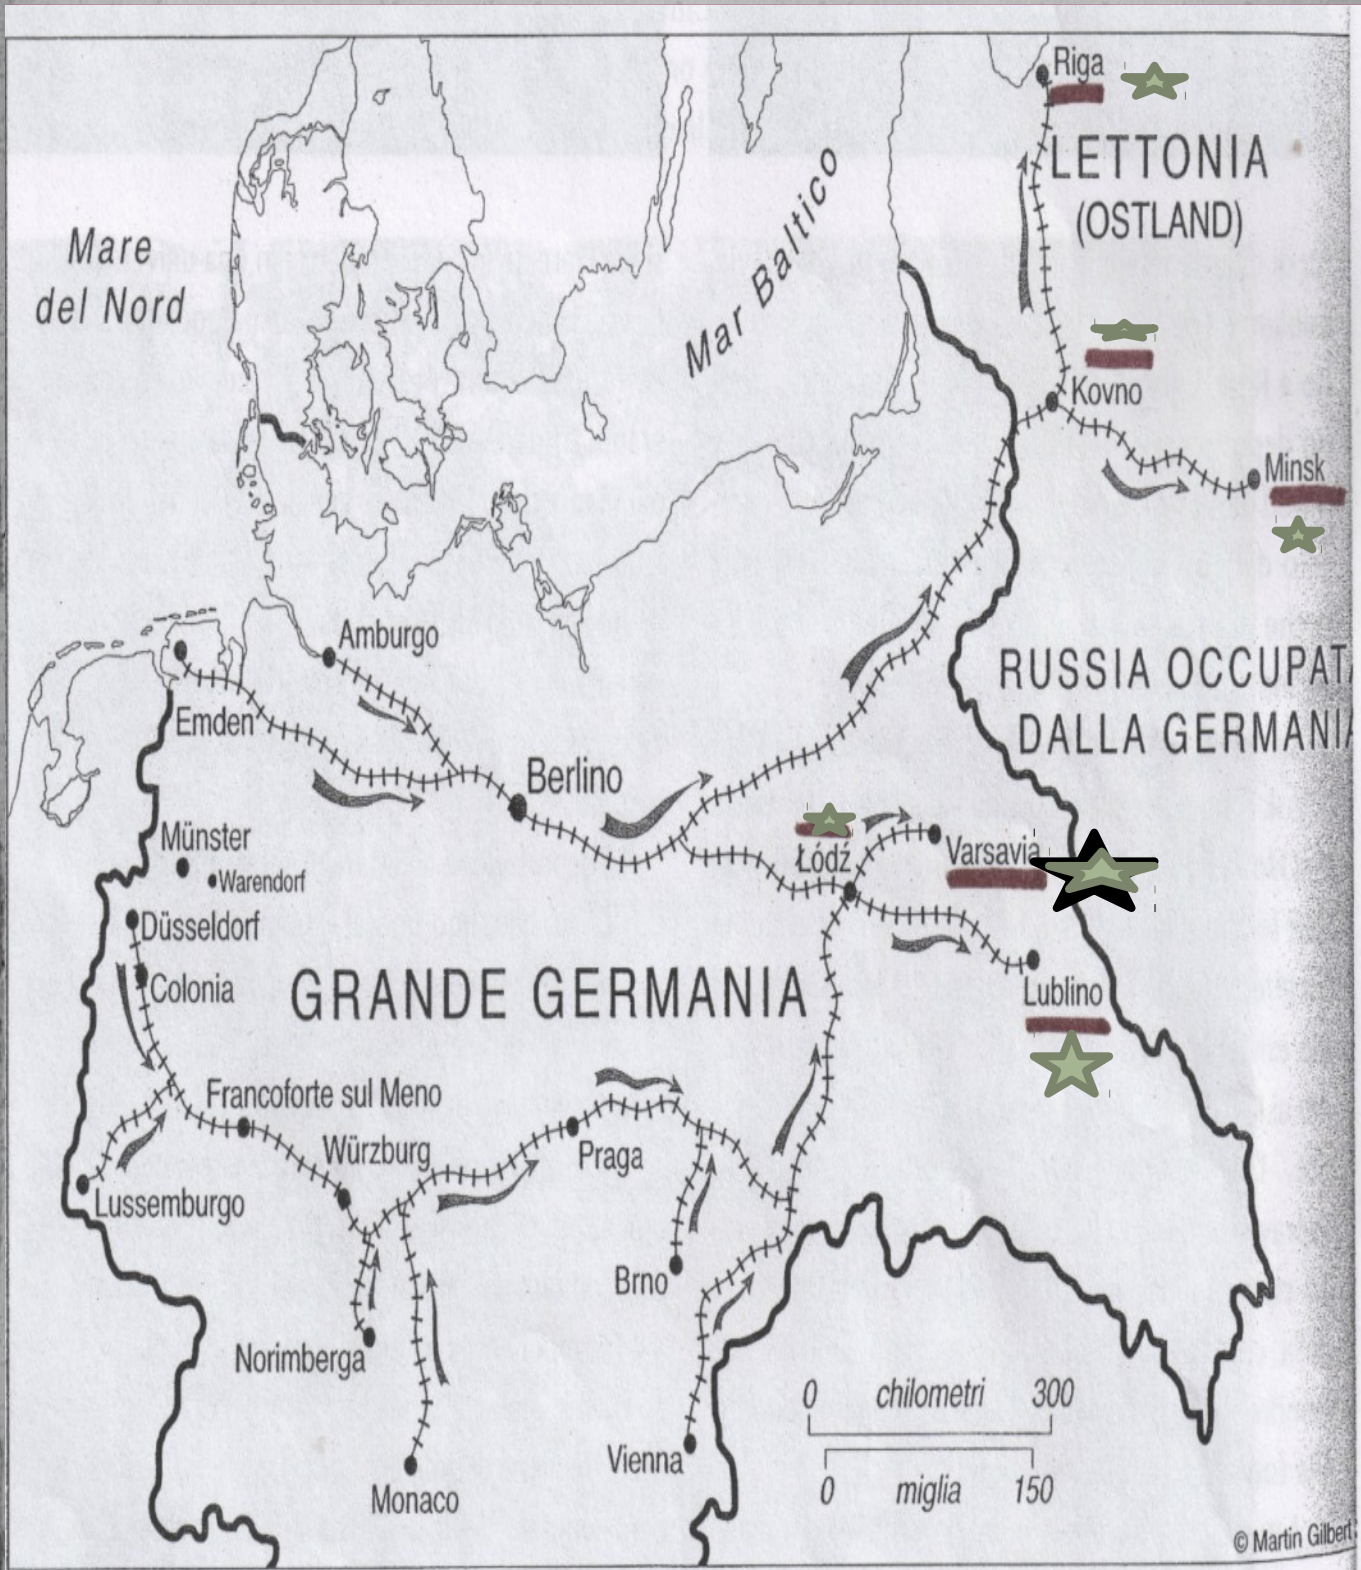 Riga
LETTONIA
(OSTLAND)
Mare
del Nord
Mar Baltico
Kovno
Minsk
Amburgo
RUSSIA OCCUPATA
DALLA GERMANIA
Emden
Berlino
Münster
Warendorf
Łódź
Varsavia
Düsseldorf
Colonia
GRANDE GERMANIA
Lublino
Francoforte sul Meno
Würzburg
Praga
Lussemburgo
Brno
Norimberga
0 chilometri 300
Vienna
Monaco
0 miglia 150
© Martin Gilbert